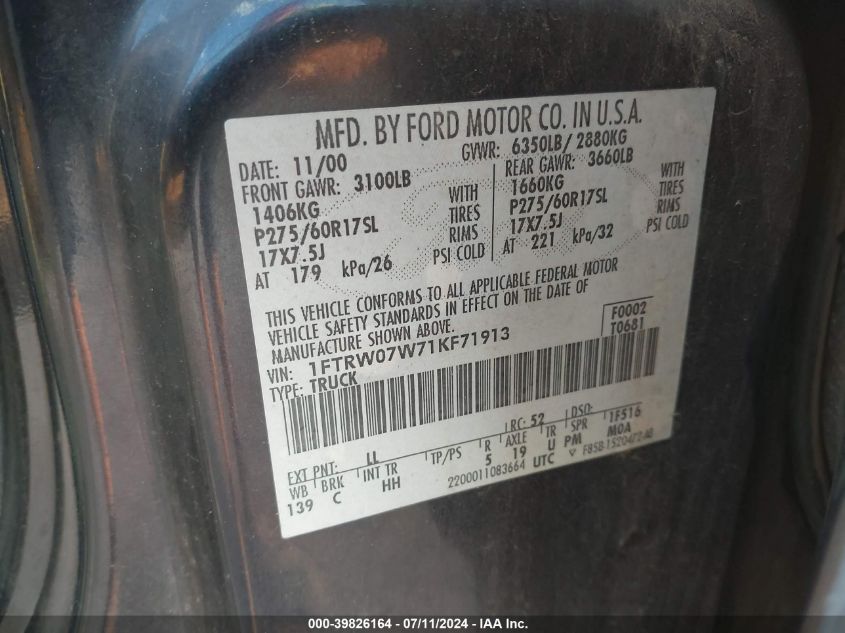 MFD. BY FORD MOTOR CO. IN U.S.A.
DATE: 11/00 GVWR: 6350LB/ 2880KG
FRONT GAWR: 3100LB REAR GAWR: 3660LB
1406KG WITH 1660KG WITH
P275/60R17SL TIRES P275/60R17SL TIRES
17X7.5J RIMS 17X7.5J RIMS
AT 179 kPa/26 PSI COLD AT 221 kPa/32 PSI COLD
THIS VEHICLE CONFORMS TO ALL APPLICABLE FEDERAL MOTOR
VEHICLE SAFETY STANDARDS IN EFFECT ON THE DATE OF
MANUFACTURE SHOWN ABOVE.
F0002
VIN: 1FTRW07W71KF71913 T0681
TYPE: TRUCK
EXT PNT: LL RC: 52 DSO:
WB BRK INT TR TP/PS R AXLE TR SPR 1F516
139 C HH 5 19 U PM M0A
2200011083664 UTC F85B-1520472-AB
000-39826164 - 07/11/2024 - IAA Inc.